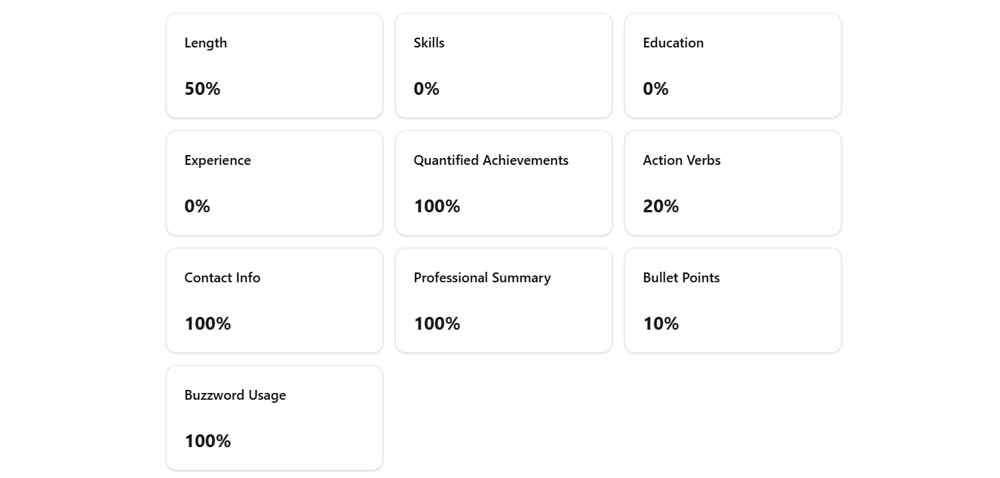 Length
50%
Skills
0%
Education
0%
Experience
0%
Quantified Achievements
100%
Action Verbs
20%
Contact Info
100%
Professional Summary
100%
Bullet Points
10%
Buzzword Usage
100%